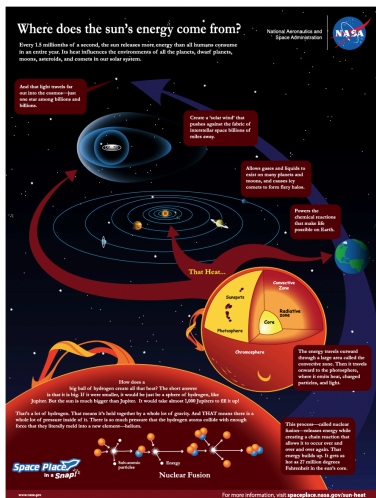 Where does the sun's energy come from?
Every 1.5 millionths of a second, the sun releases more energy than all humans consume
in an entire year. Its heat influences the environments of all the planets, dwarf planets,
moons, asteroids, and comets in our solar system.
National Aeronautics and
Space Administration
NASA
And that light travels far
out into the cosmos—just
one star among billions and
billions.
Create a 'solar wind' that
pushes against the fabric of
interstellar space billions of
miles away.
Allows gases and liquids to
exist on many planets and
moons, and causes icy
comets to form fiery halos.
Powers the
chemical reactions
that make life
possible on Earth.
That Heat...
Convective
Zone
Sunspots
Radiative
zone
Core
Photosphere
Chromosphere
The energy travels outward
through a large area called the
convective zone. Then it travels
onward to the photosphere,
where it emits heat, charged
particles, and light.
How does a
big ball of hydrogen create all that heat? The short answer
is that it is big. If it were smaller, it would be just be a sphere of hydrogen, like
Jupiter. But the sun is much bigger than Jupiter. It would take almost 1,000 Jupiters to fill it up!
That's a lot of hydrogen. That means it's held together by a whole lot of gravity. And THAT means there is a
whole lot of pressure inside of it. There is so much pressure that the hydrogen atoms collide with enough
force that they literally meld into a new element—helium.
This process—called nuclear
fusion—releases energy while
creating a chain reaction that
allows it to occur over and
over and over again. That
energy builds up. It gets as
hot as 27 million degrees
Fahrenheit in the sun's core.
Space Place
in a Snap!
Sub-atomic
particles
Energy
Nuclear Fusion
www.nasa.gov
For more information, visit spaceplace.nasa.gov/sun-heat